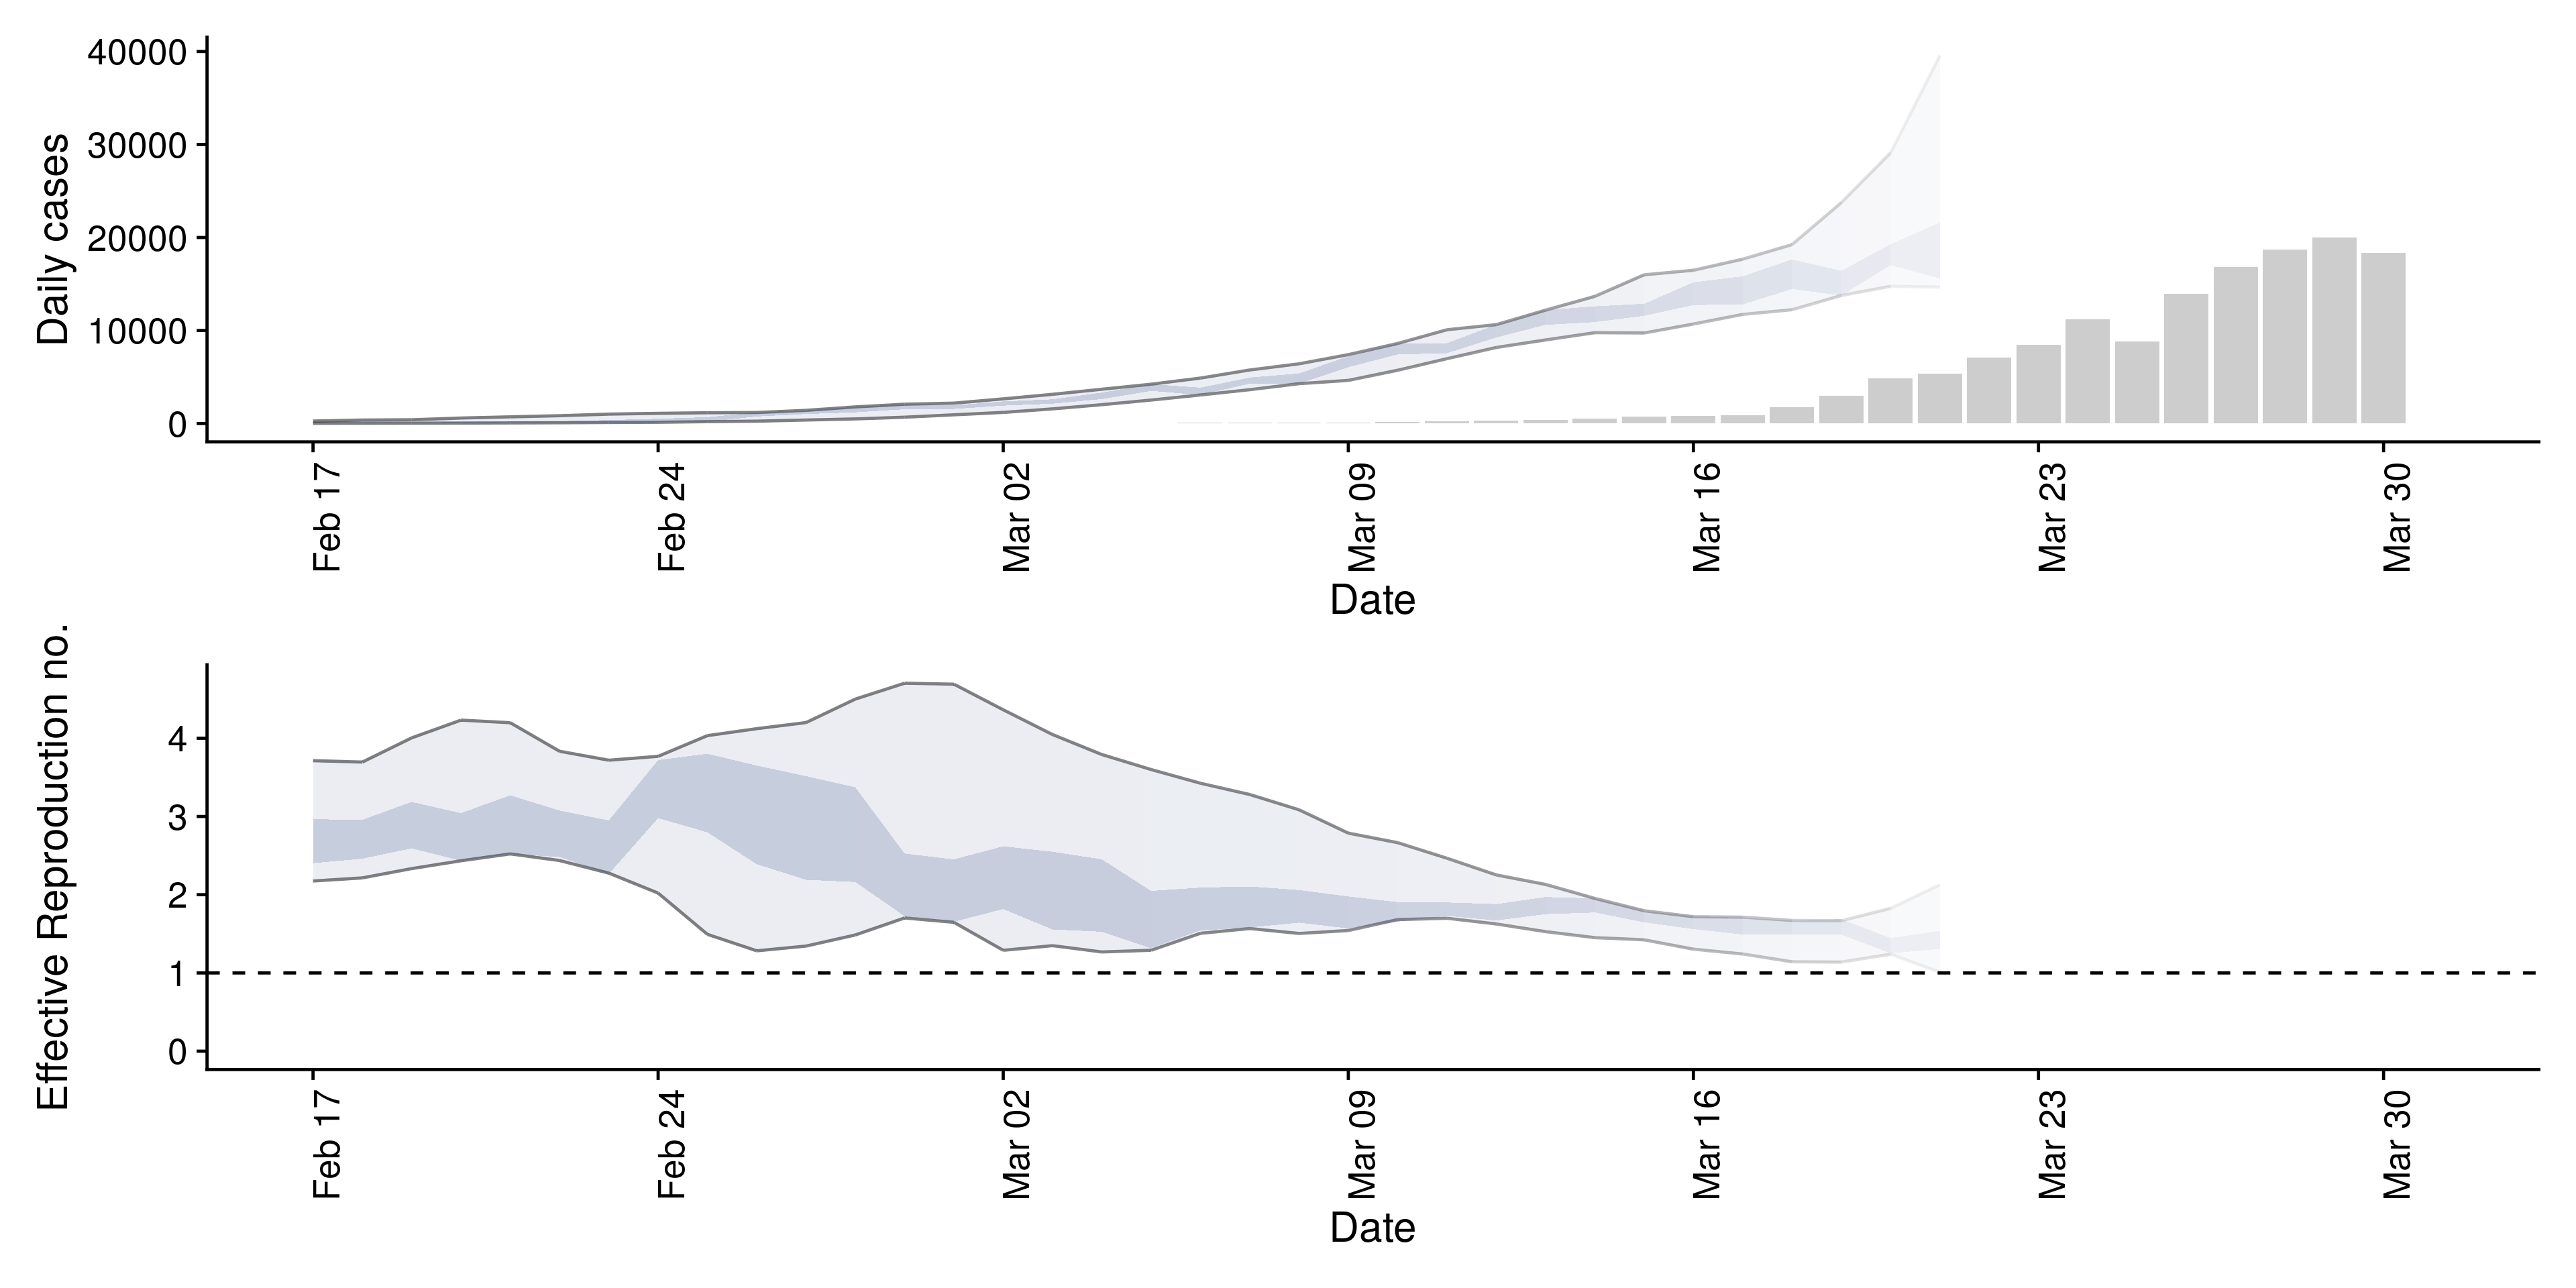 Daily cases
40000
30000
20000
10000
0
Feb 17
Feb 24
Mar 02
Mar 09
Mar 16
Mar 23
Mar 30
Date
Effective Reproduction no.
4
3
2
1
0
Feb 17
Feb 24
Mar 02
Mar 09
Mar 16
Mar 23
Mar 30
Date